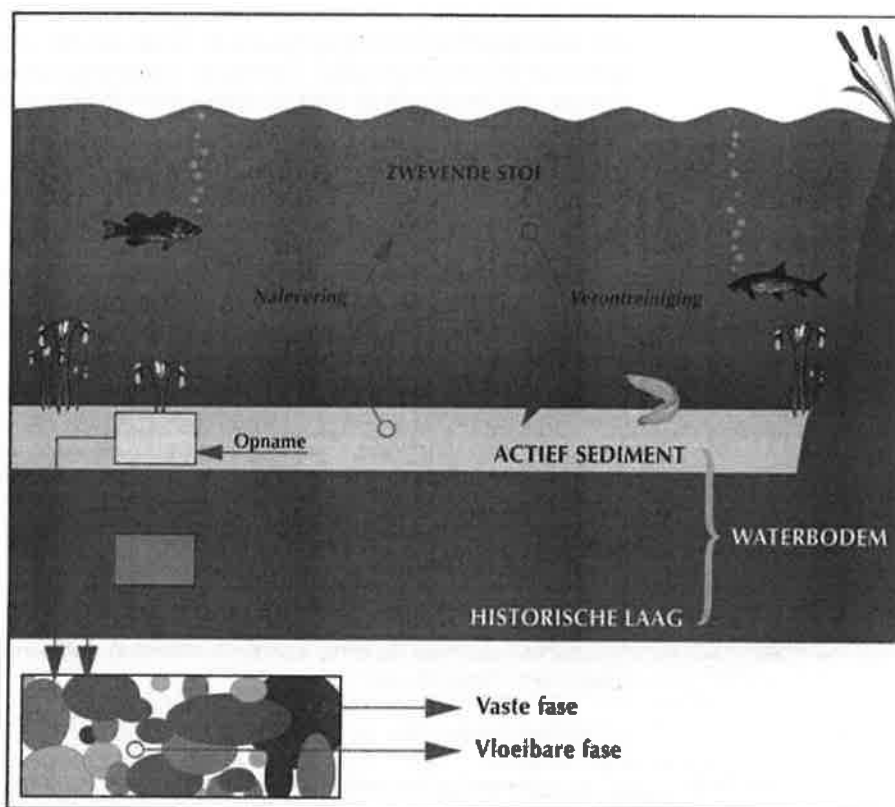 ZWEVENDE STOF
Nalevering
Verontreiniging
Opname
ACTIEF SEDIMENT
WATERBODEM
HISTORISCHE LAAG
Vaste fase
Vloeibare fase